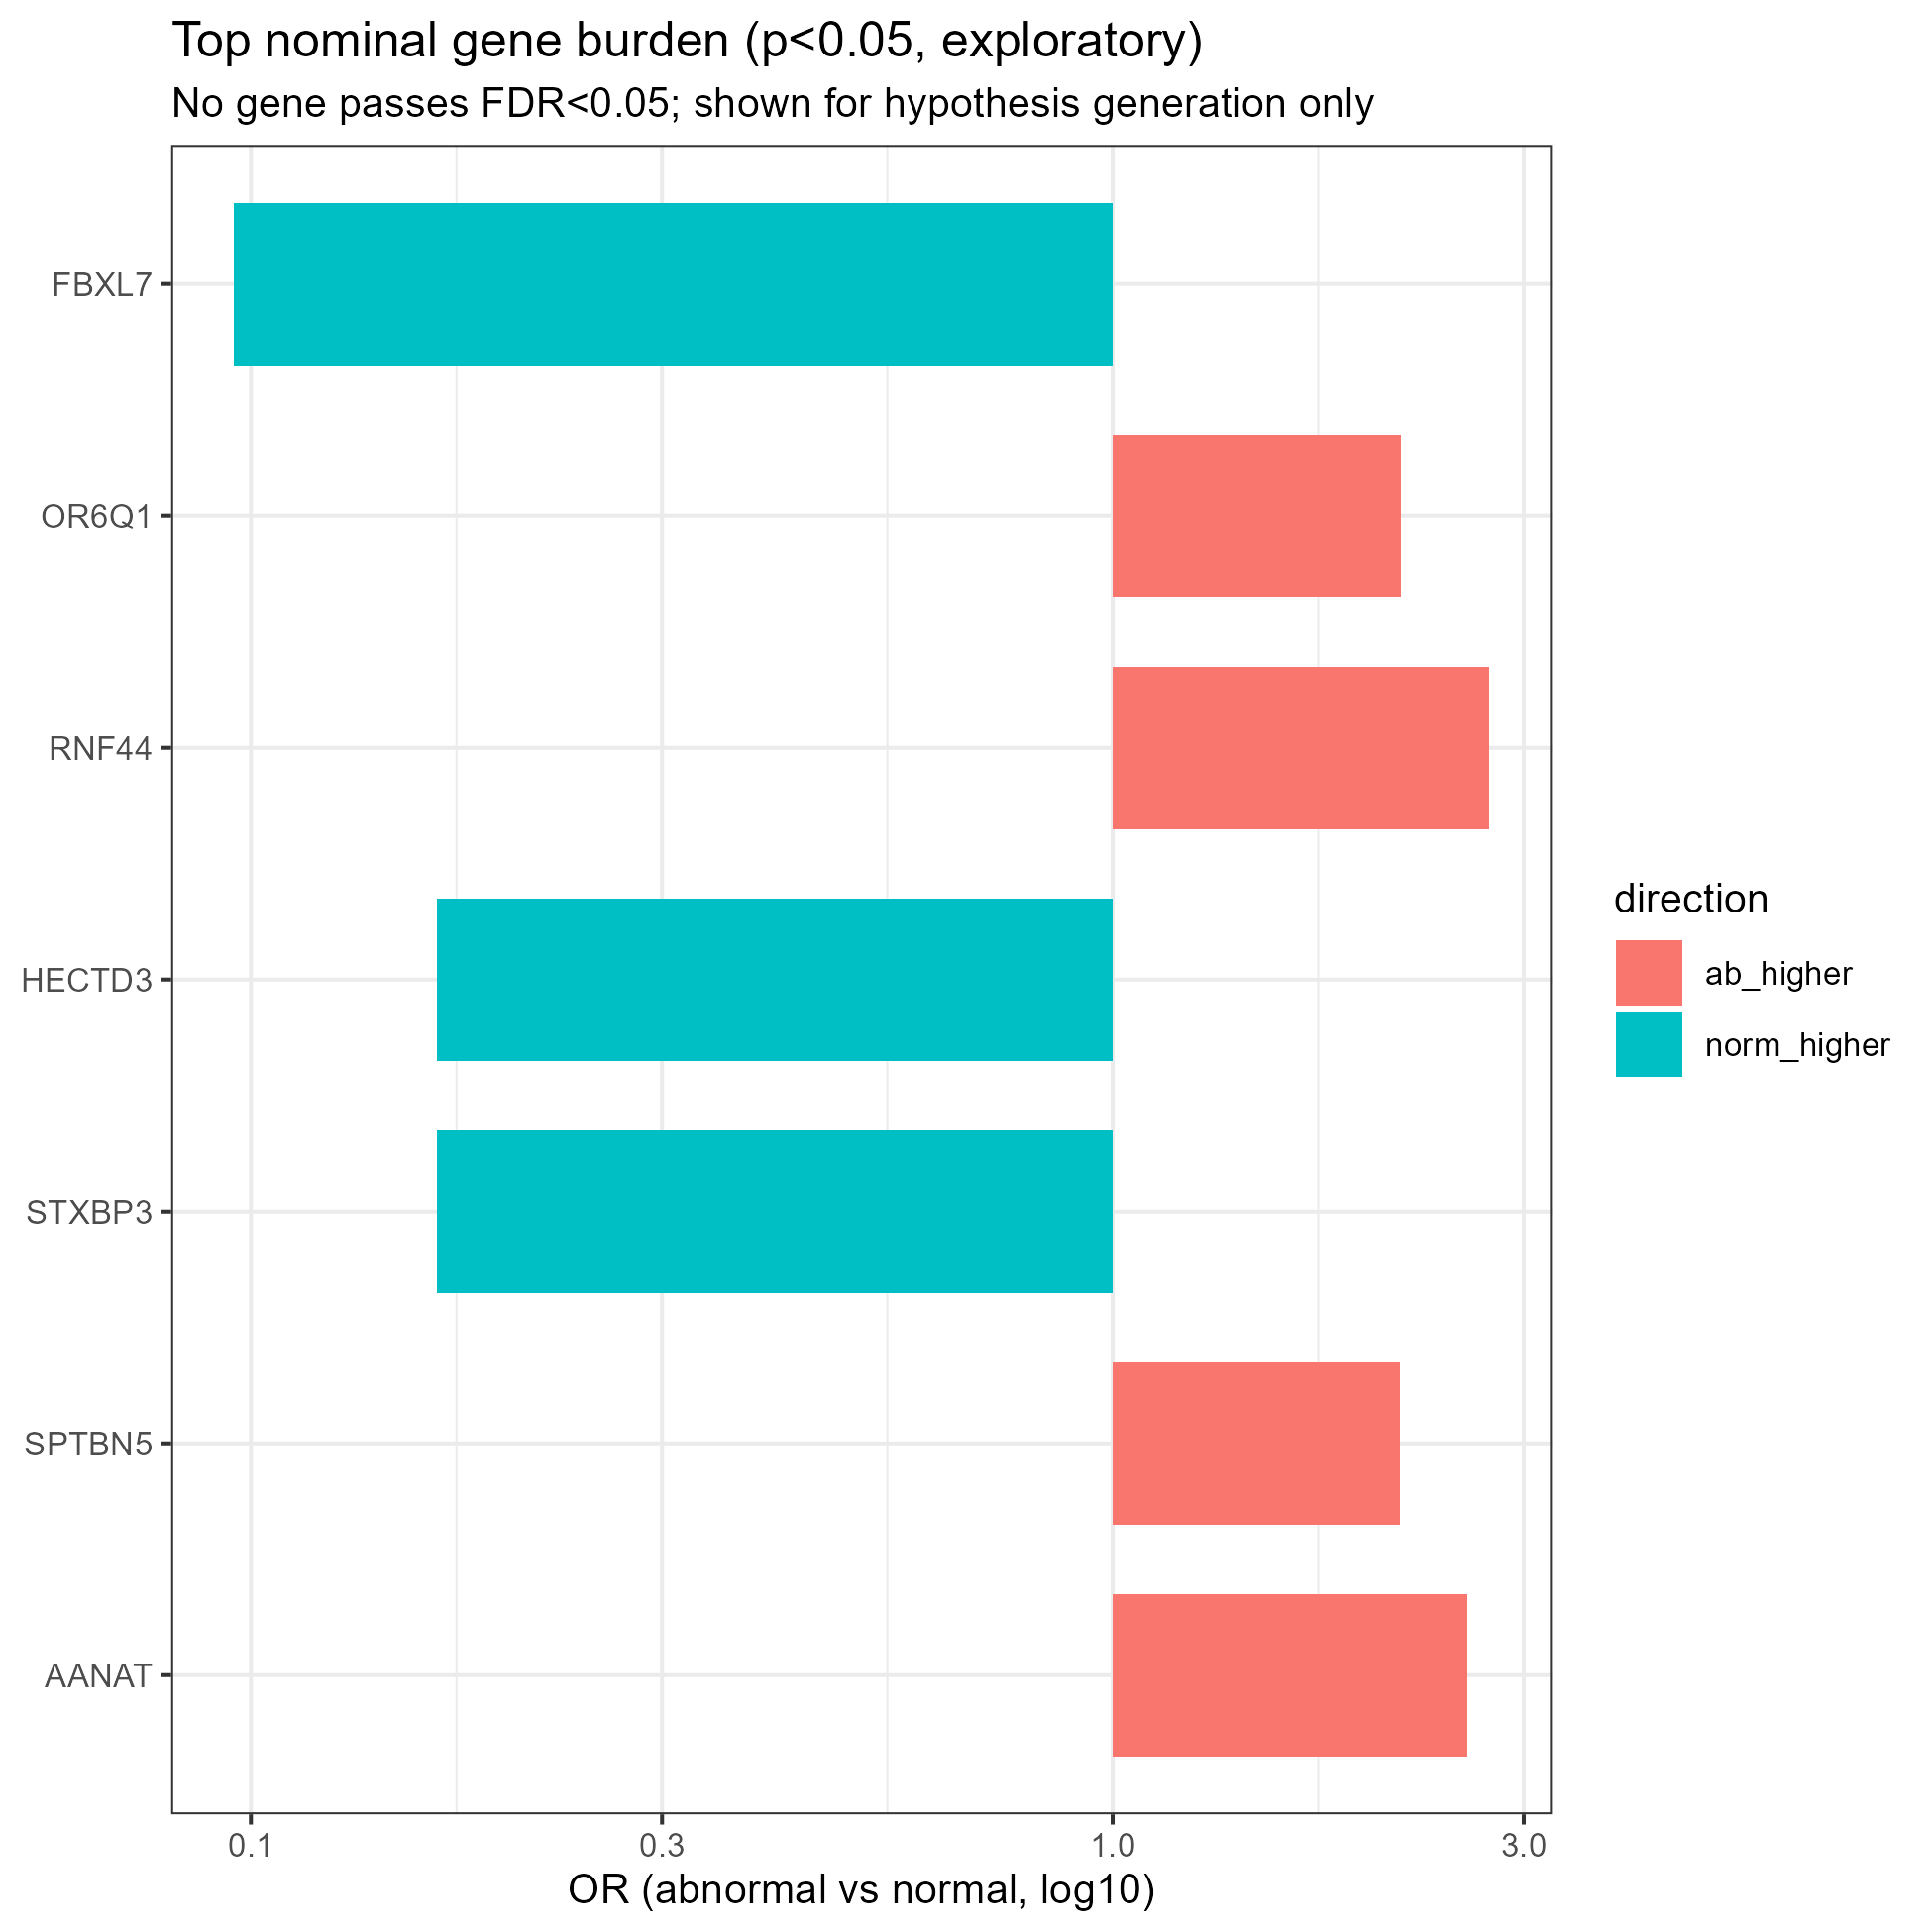 Top nominal gene burden (p<0.05, exploratory)
No gene passes FDR<0.05; shown for hypothesis generation only
FBXL7
OR6Q1
RNF44
HECTD3
STXBP3
SPTBN5
AANAT
0.1
0.3
1.0
3.0
OR (abnormal vs normal, log10)
direction
ab_higher
norm_higher